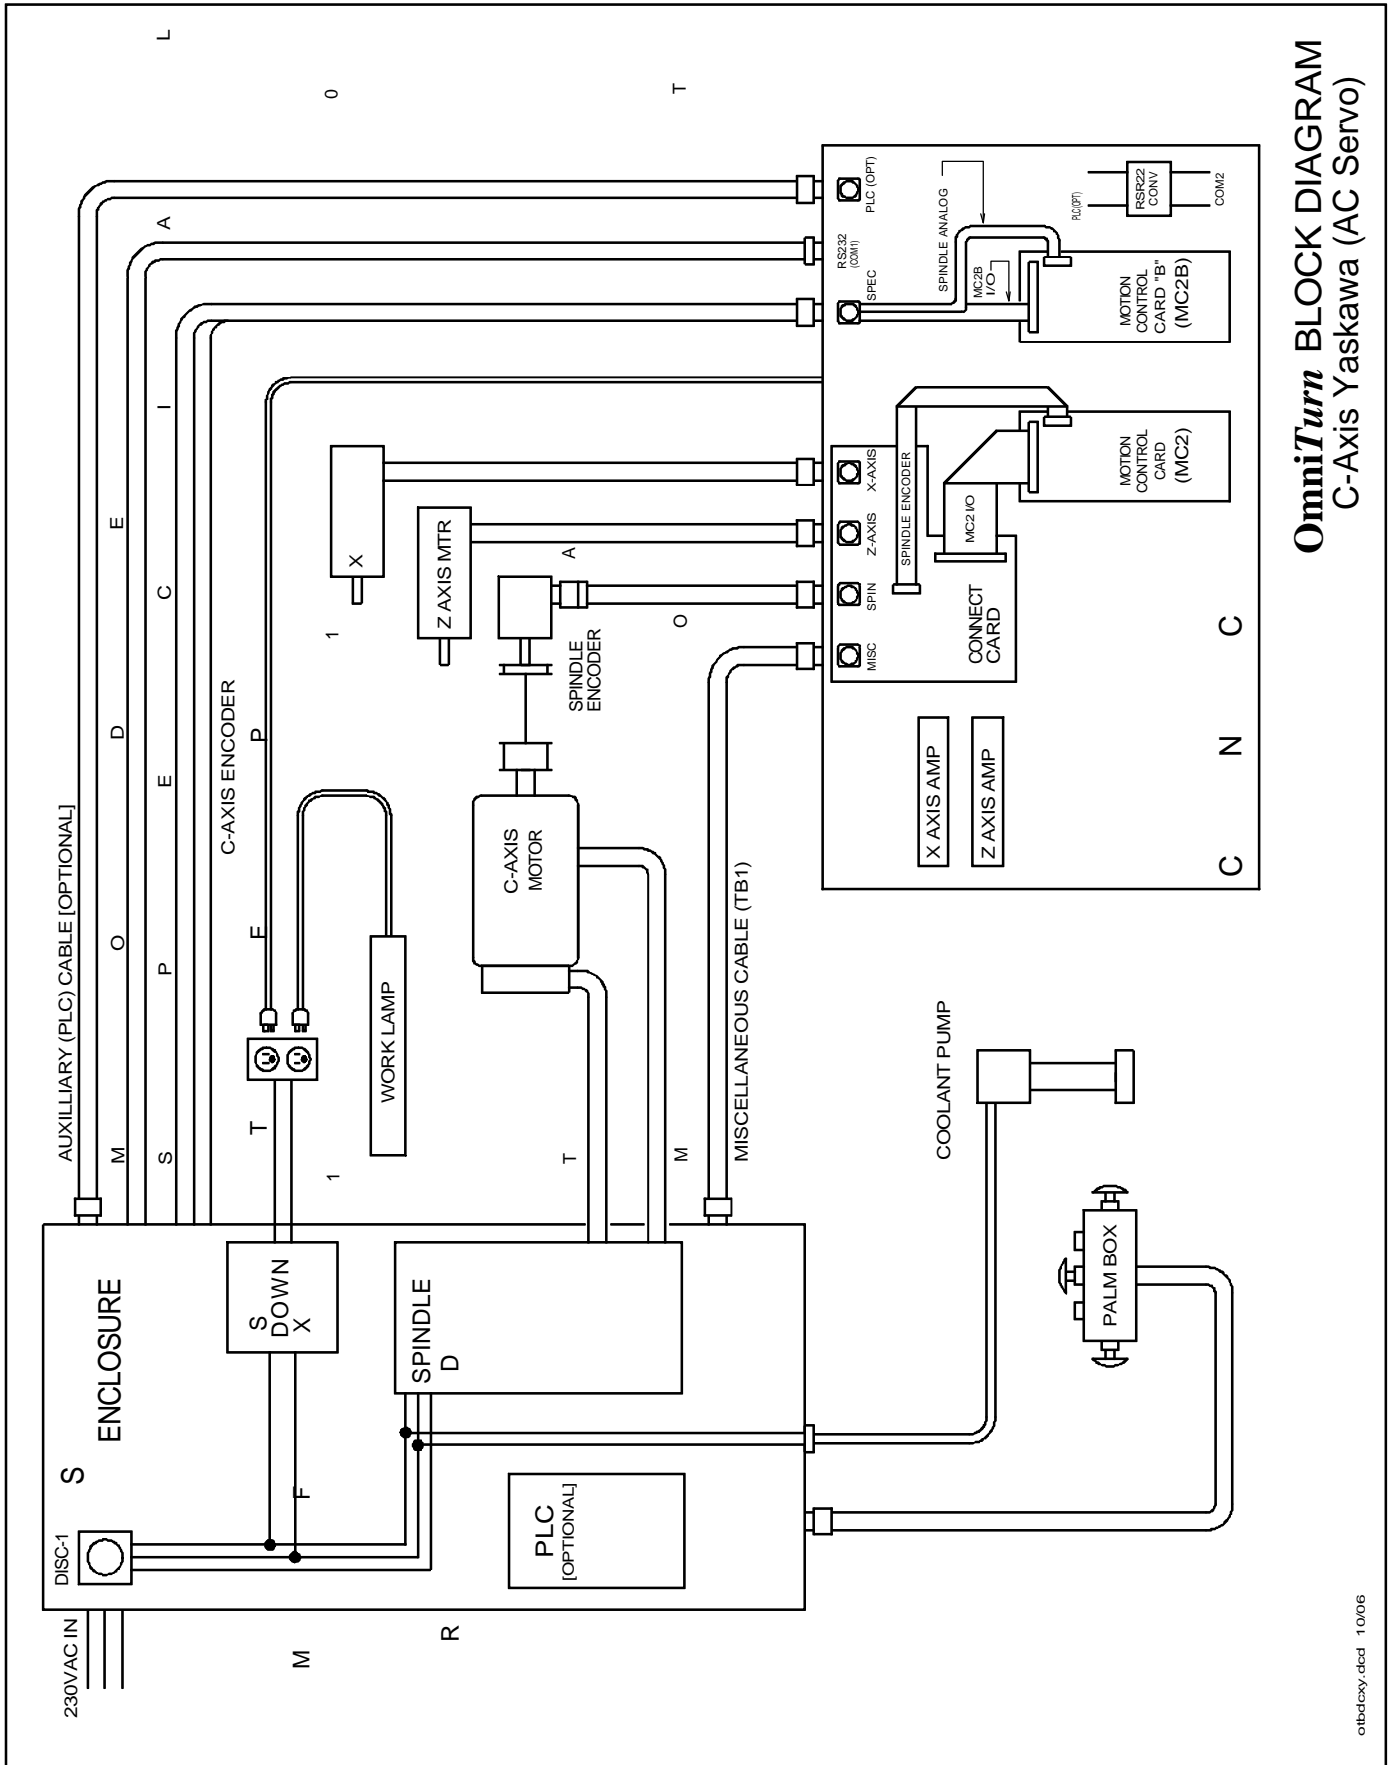 OmniTurn BLOCK DIAGRAM
C-Axis Yaskawa (AC Servo)
230VAC IN
DISC-1
S
ENCLOSURE
M
F
R
S
DOWN
X
SPINDLE
D
PLC
[OPTIONAL]
AUXILLIARY (PLC) CABLE [OPTIONAL]
M O D E
L
S P E C I A
C-AXIS ENCODER
T F P
1
1
0
WORK LAMP
X
Z AXIS MTR
SPINDLE
ENCODER
C-AXIS
MOTOR
T
A
M
O
T
MISCELLANEOUS CABLE (TB1)
COOLANT PUMP
PALM BOX
PLC (OPT)
RS232
(COM1)
SPEC
X-AXIS
Z-AXIS
SPIN
MISC
SPINDLE ANALOG
MC2B
I/O
PLC(OPT)
RSR22
CONV
COM2
MOTION
CONTROL
CARD "B"
(MC2B)
SPINDLE ENCODER
MC2 I/O
MOTION
CONTROL
CARD
(MC2)
CONNECT
CARD
X AXIS AMP
Z AXIS AMP
C N C
otbdcxy.dcd 10/06